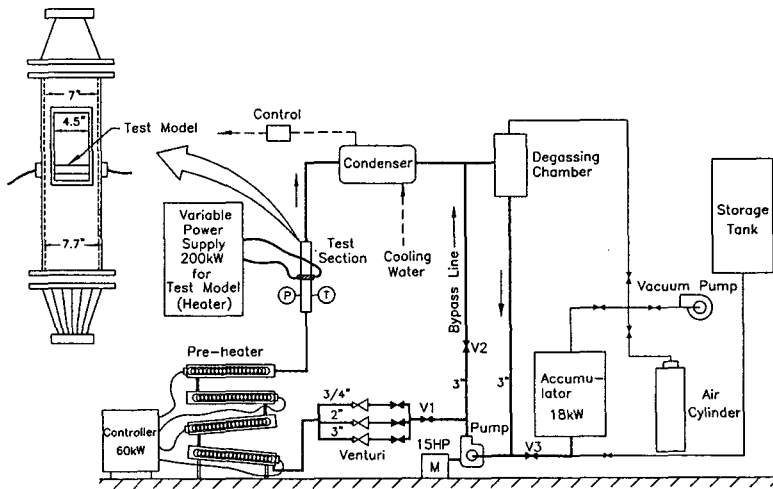 7"
4.5"
Test Model
7.7"
Control
Condenser
Cooling
Water
Degassing
Chamber
Storage
Tank
Variable
Power
Supply
200kW
for
Test Model
(Heater)
Test
Section
P
T
Bypass Line
V2
3"
3"
Vacuum Pump
Accumu-
lator
18kW
Air
Cylinder
Pre-heater
Controller
60kW
3/4"
2"
3"
Venturi
V1
Pump
15HP
M
V3